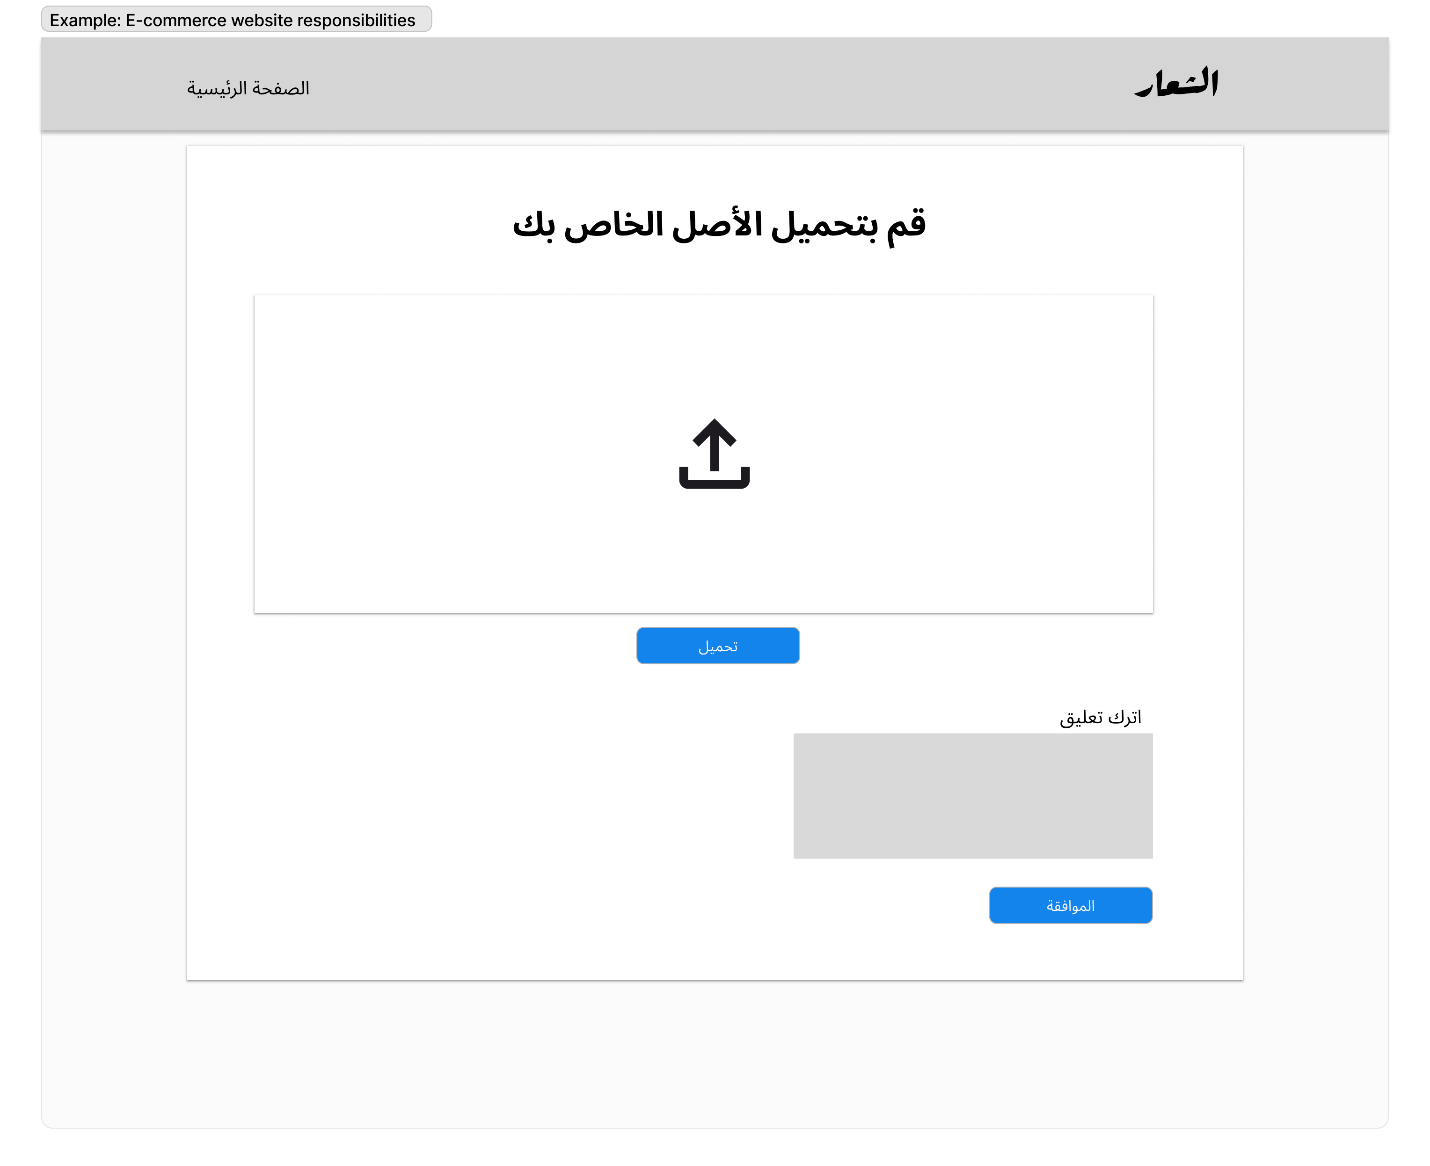 Example: E-commerce website responsibilities
الشعار
الصفحة الرئيسية
قم بتحميل الأصل الخاص بك
تحميل
اترك تعليق
الموافقة